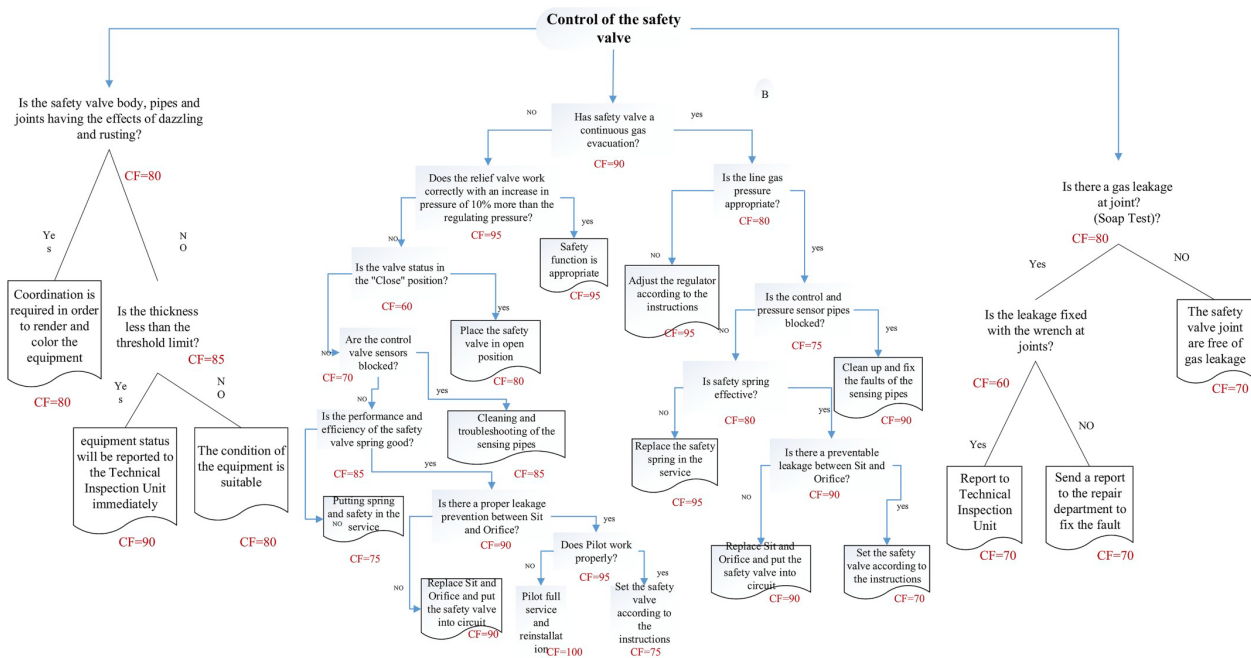 Control of the safety
valve
Is the safety valve body, pipes and
joints having the effects of dazzling
and rusting?
CF=80
Ye
s
N
O
Coordination is
required in order
to render and
color the
equipment
CF=80
Is the thickness
less than the
threshold limit?
CF=85
Ye
s
N
O
equipment status
will be reported to
the Technical
Inspection Unit
immediately
CF=90
The condition of
the equipment is
suitable
CF=80
B
Has safety valve a
continuous gas
evacuation?
CF=90
NO
yes
Does the relief valve work
correctly with an increase in
pressure of 10% more than the
regulating pressure?
CF=95
NO
yes
Safety
function is
appropriate
CF=95
Is the valve status in
the "Close" position?
CF=60
NO
yes
Place the safety
valve in open
position
CF=80
Are the control
valve sensors
blocked?
CF=70
NO
yes
Cleaning and
troubleshooting of the
sensing pipes
CF=85
Is the performance and
efficiency of the safety
valve spring good?
CF=85
NO
yes
Putting spring
and safety in
the service
CF=75
Is there a proper leakage
prevention between Sit
and Orifice?
CF=90
NO
yes
Replace Sit and
Orifice and put
the safety valve
into circuit
CF=90
Does Pilot work
properly?
CF=95
NO
yes
Pilot full
service
and
reinstallat
ion
CF=100
Set the safety
valve
according to
the
instructions
CF=75
Is the line gas
pressure
appropriate?
CF=80
NO
yes
Adjust the regulator
according to the
instructions
CF=95
Is the control and
pressure sensor pipes
blocked?
CF=75
NO
yes
Clean up and fix
the faults of the
sensing pipes
CF=90
Is safety spring
effective?
CF=80
NO
yes
Replace the safety
spring in the
service
CF=95
Is there a preventable
leakage between Sit and
Orifice?
CF=90
NO
yes
Replace Sit and
Orifice and put the
safety valve into
circuit
CF=90
Set the safety
valve according to
the instructions
CF=70
Is there a gas leakage
at joint?
(Soap Test)?
CF=80
Yes
NO
Is the leakage fixed
with the wrench at
joints?
CF=60
The safety
valve joint
are free of
gas leakage
CF=70
Yes
NO
Report to
Technical
Inspection
Unit
CF=70
Send a report
to the repair
department to
fix the fault
CF=70